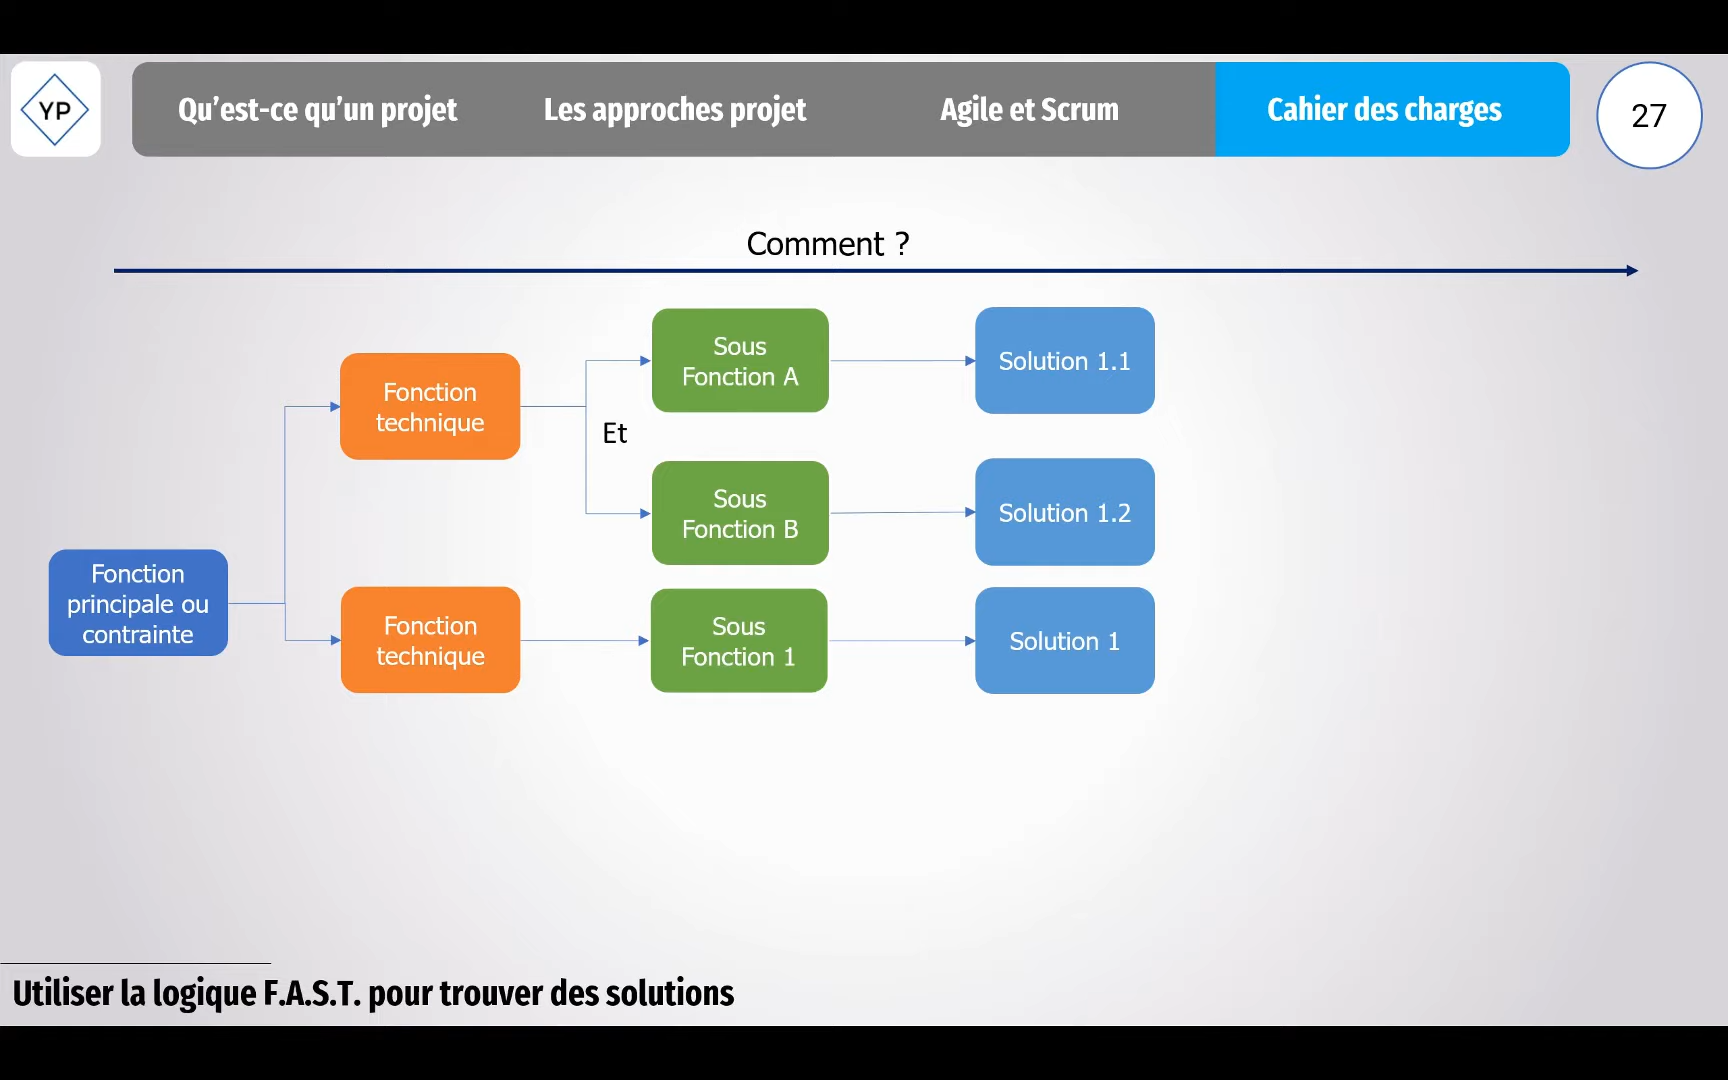 YP
Qu'est-ce qu'un projet
Les approches projet
Agile et Scrum
Cahier des charges
27
Comment ?
Fonction
technique
Sous
Fonction A
Solution 1.1
Et
Sous
Fonction B
Solution 1.2
Fonction
principale ou
contrainte
Fonction
technique
Sous
Fonction 1
Solution 1
Utiliser la logique F.A.S.T. pour trouver des solutions